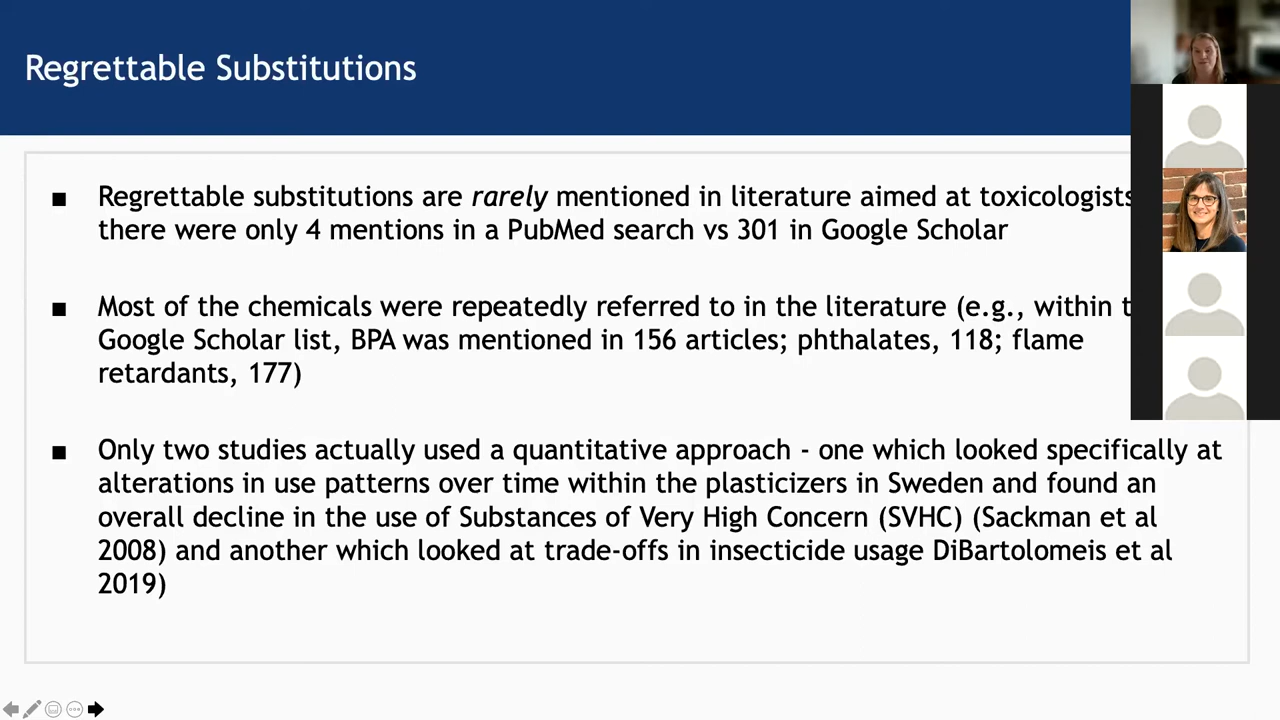 Regrettable Substitutions
■ Regrettable substitutions are rarely mentioned in literature aimed at toxicologists
there were only 4 mentions in a PubMed search vs 301 in Google Scholar
■ Most of the chemicals were repeatedly referred to in the literature (e.g., within
Google Scholar list, BPA was mentioned in 156 articles; phthalates, 118; flame
retardants, 177)
■ Only two studies actually used a quantitative approach - one which looked specifically at
alterations in use patterns over time within the plasticizers in Sweden and found an
overall decline in the use of Substances of Very High Concern (SVHC) (Sackman et al
2008) and another which looked at trade-offs in insecticide usage DiBartolomeis et al
2019)